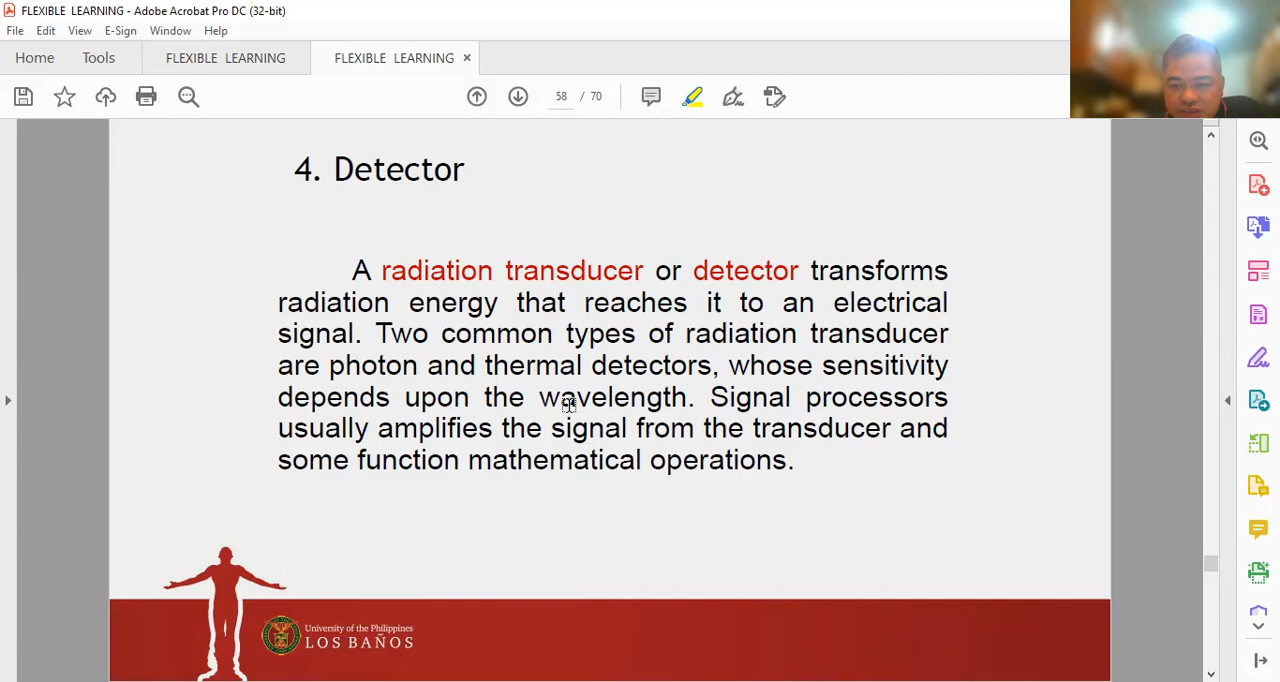 FLEXIBLE LEARNING - Adobe Acrobat Pro DC (32-bit)
File Edit View E-Sign Window Help
Home Tools FLEXIBLE LEARNING FLEXIBLE LEARNING ×
58 / 70
4. Detector
A radiation transducer or detector transforms
radiation energy that reaches it to an electrical
signal. Two common types of radiation transducer
are photon and thermal detectors, whose sensitivity
depends upon the wavelength. Signal processors
usually amplifies the signal from the transducer and
some function mathematical operations.
University of the Philippines
LOS BAÑOS